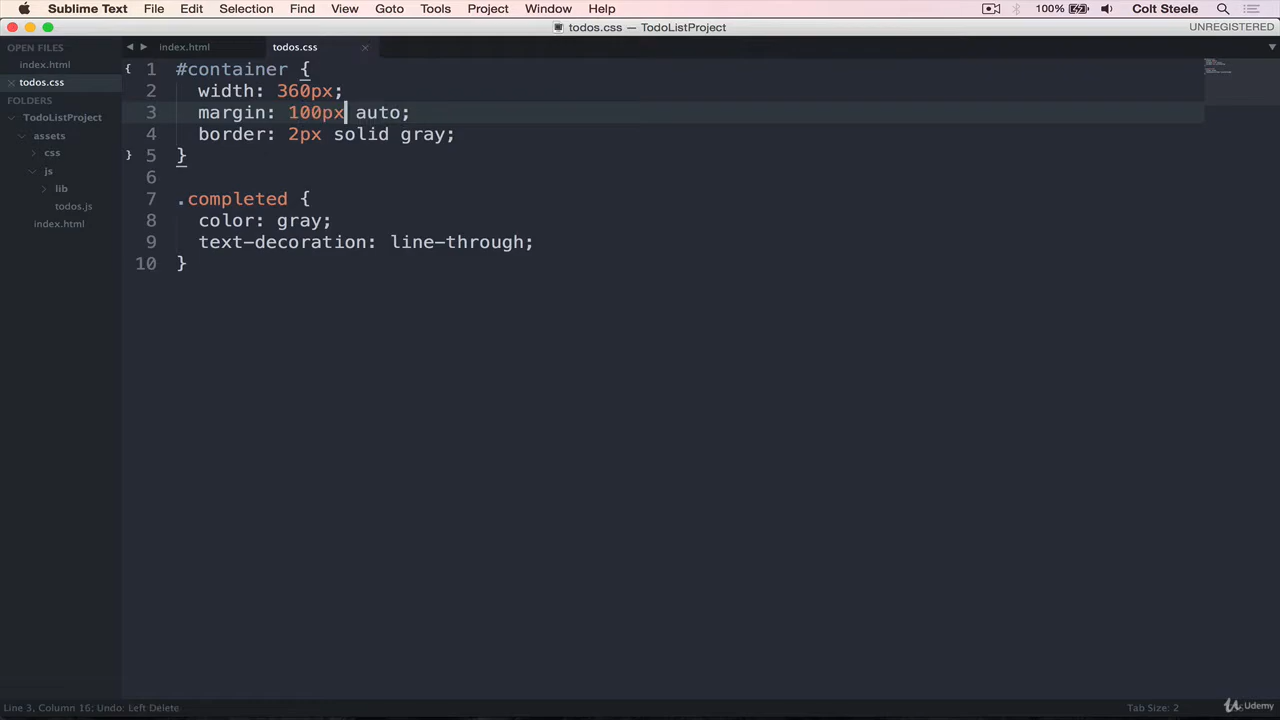 Sublime Text File Edit Selection Find View Goto Tools Project Window Help 100% Colt Steele
todos.css — TodoListProject UNREGISTERED
OPEN FILES
index.html
todos.css
FOLDERS
TodoListProject
assets
css
js
lib
todos.js
index.html
index.html todos.css
1 #container {
2 width: 360px;
3 margin: 100px auto;
4 border: 2px solid gray;
5 }
6
7 .completed {
8 color: gray;
9 text-decoration: line-through;
10 }
Line 3, Column 16; Undo: Left Delete Tab Size: 2
Udemy